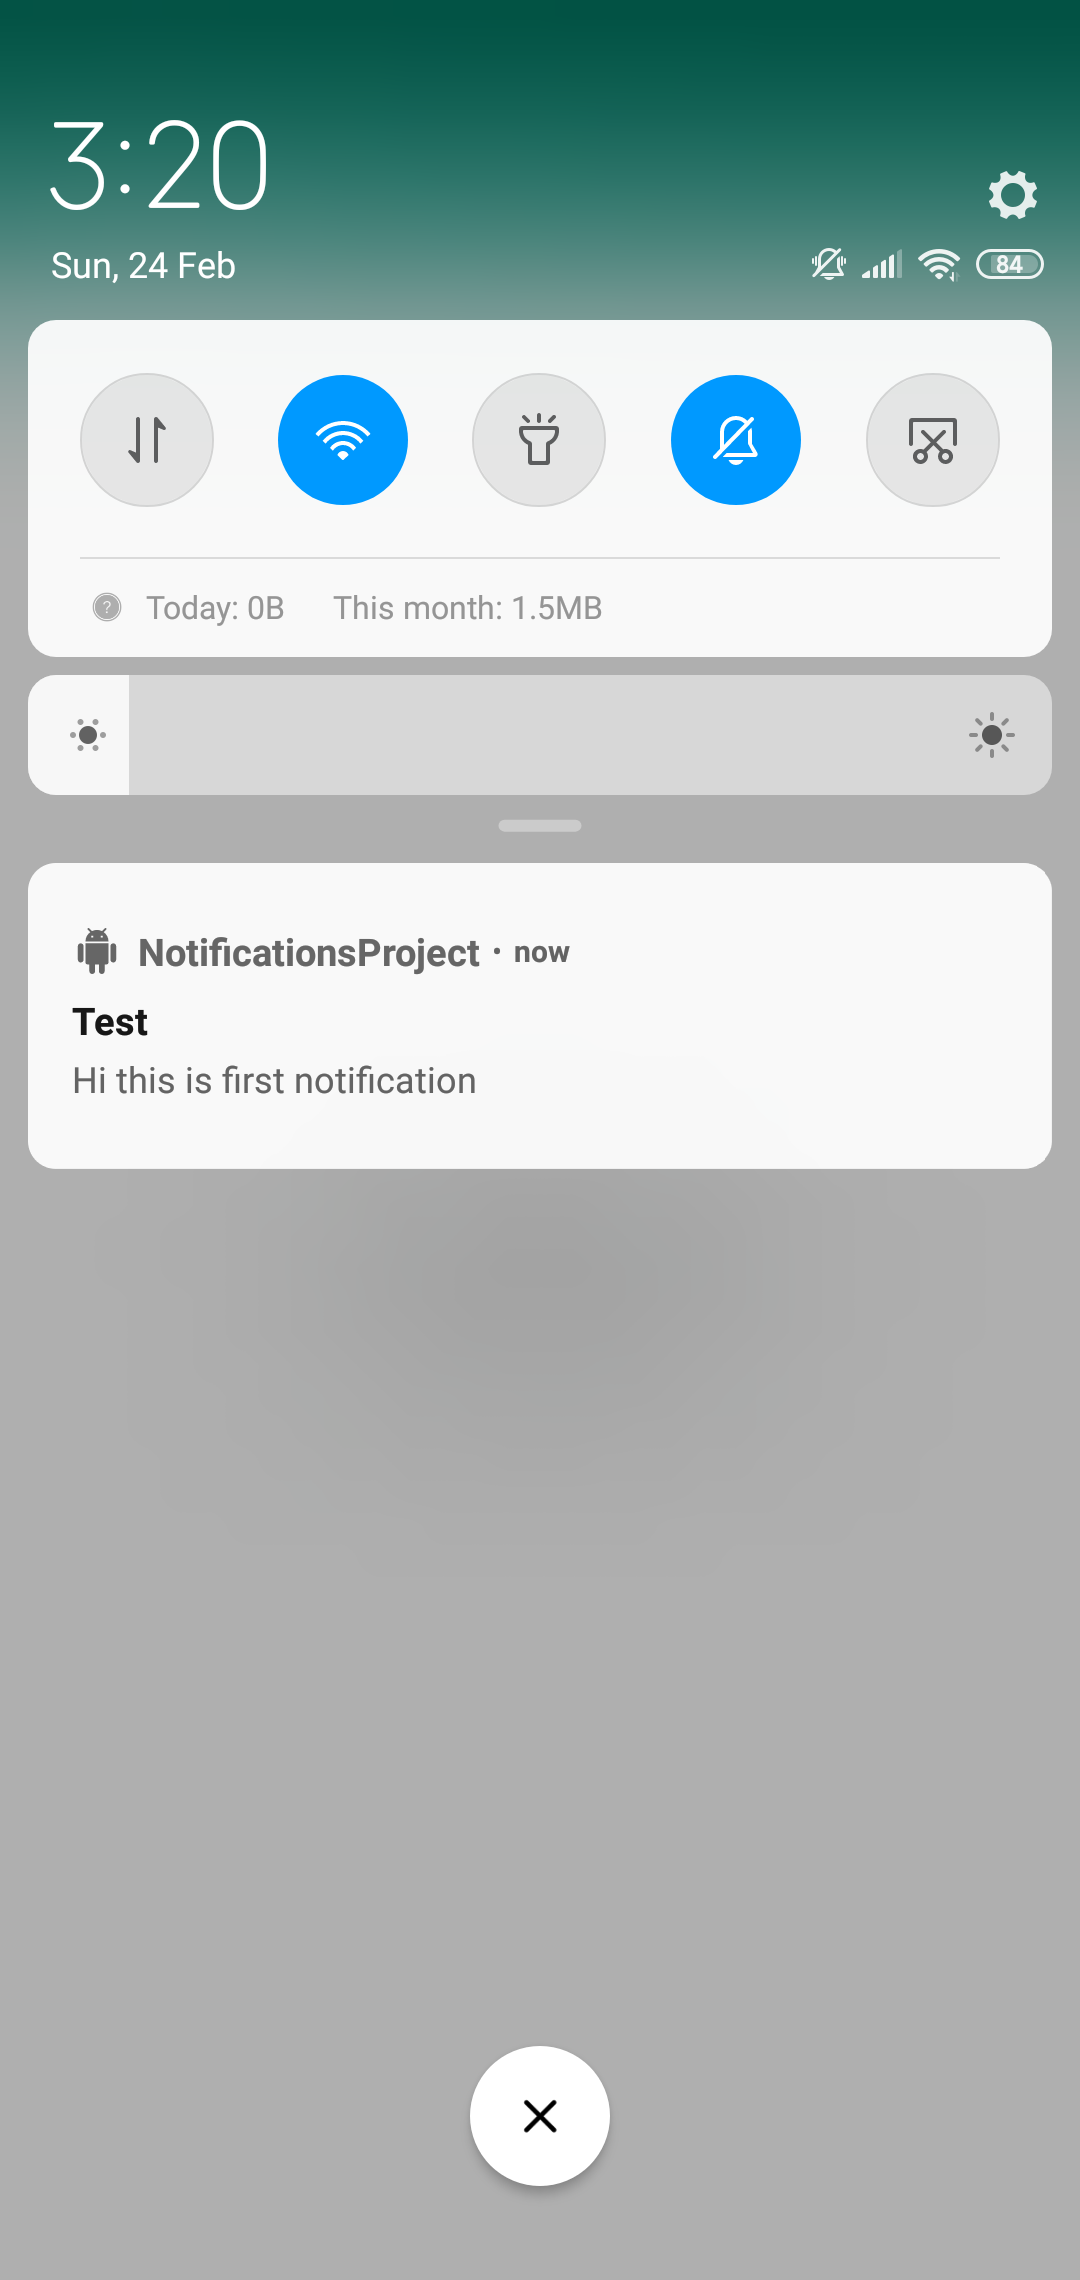 3:20
Sun, 24 Feb
84
Today: 0B This month: 1.5MB
NotificationsProject · now
Test
Hi this is first notification